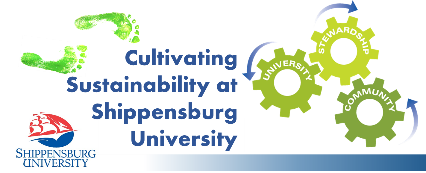 Cultivating
Sustainability at
Shippensburg
University
STEWARDSHIP
UNIVERSITY
COMMUNITY
SHIPPENSBURG
UNIVERSITY